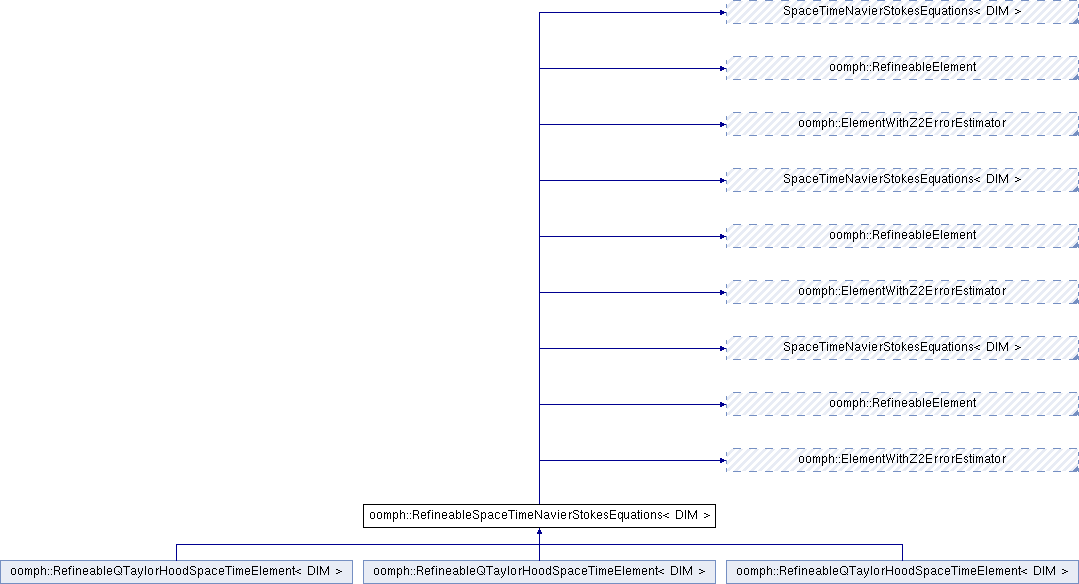 SpaceTimeNavierStokesEquations< DIM >
oomph::RefineableElement
oomph::ElementWithZ2ErrorEstimator
SpaceTimeNavierStokesEquations< DIM >
oomph::RefineableElement
oomph::ElementWithZ2ErrorEstimator
SpaceTimeNavierStokesEquations< DIM >
oomph::RefineableElement
oomph::ElementWithZ2ErrorEstimator
oomph::RefineableSpaceTimeNavierStokesEquations< DIM >
oomph::RefineableQTaylorHoodSpaceTimeElement< DIM >
oomph::RefineableQTaylorHoodSpaceTimeElement< DIM >
oomph::RefineableQTaylorHoodSpaceTimeElement< DIM >